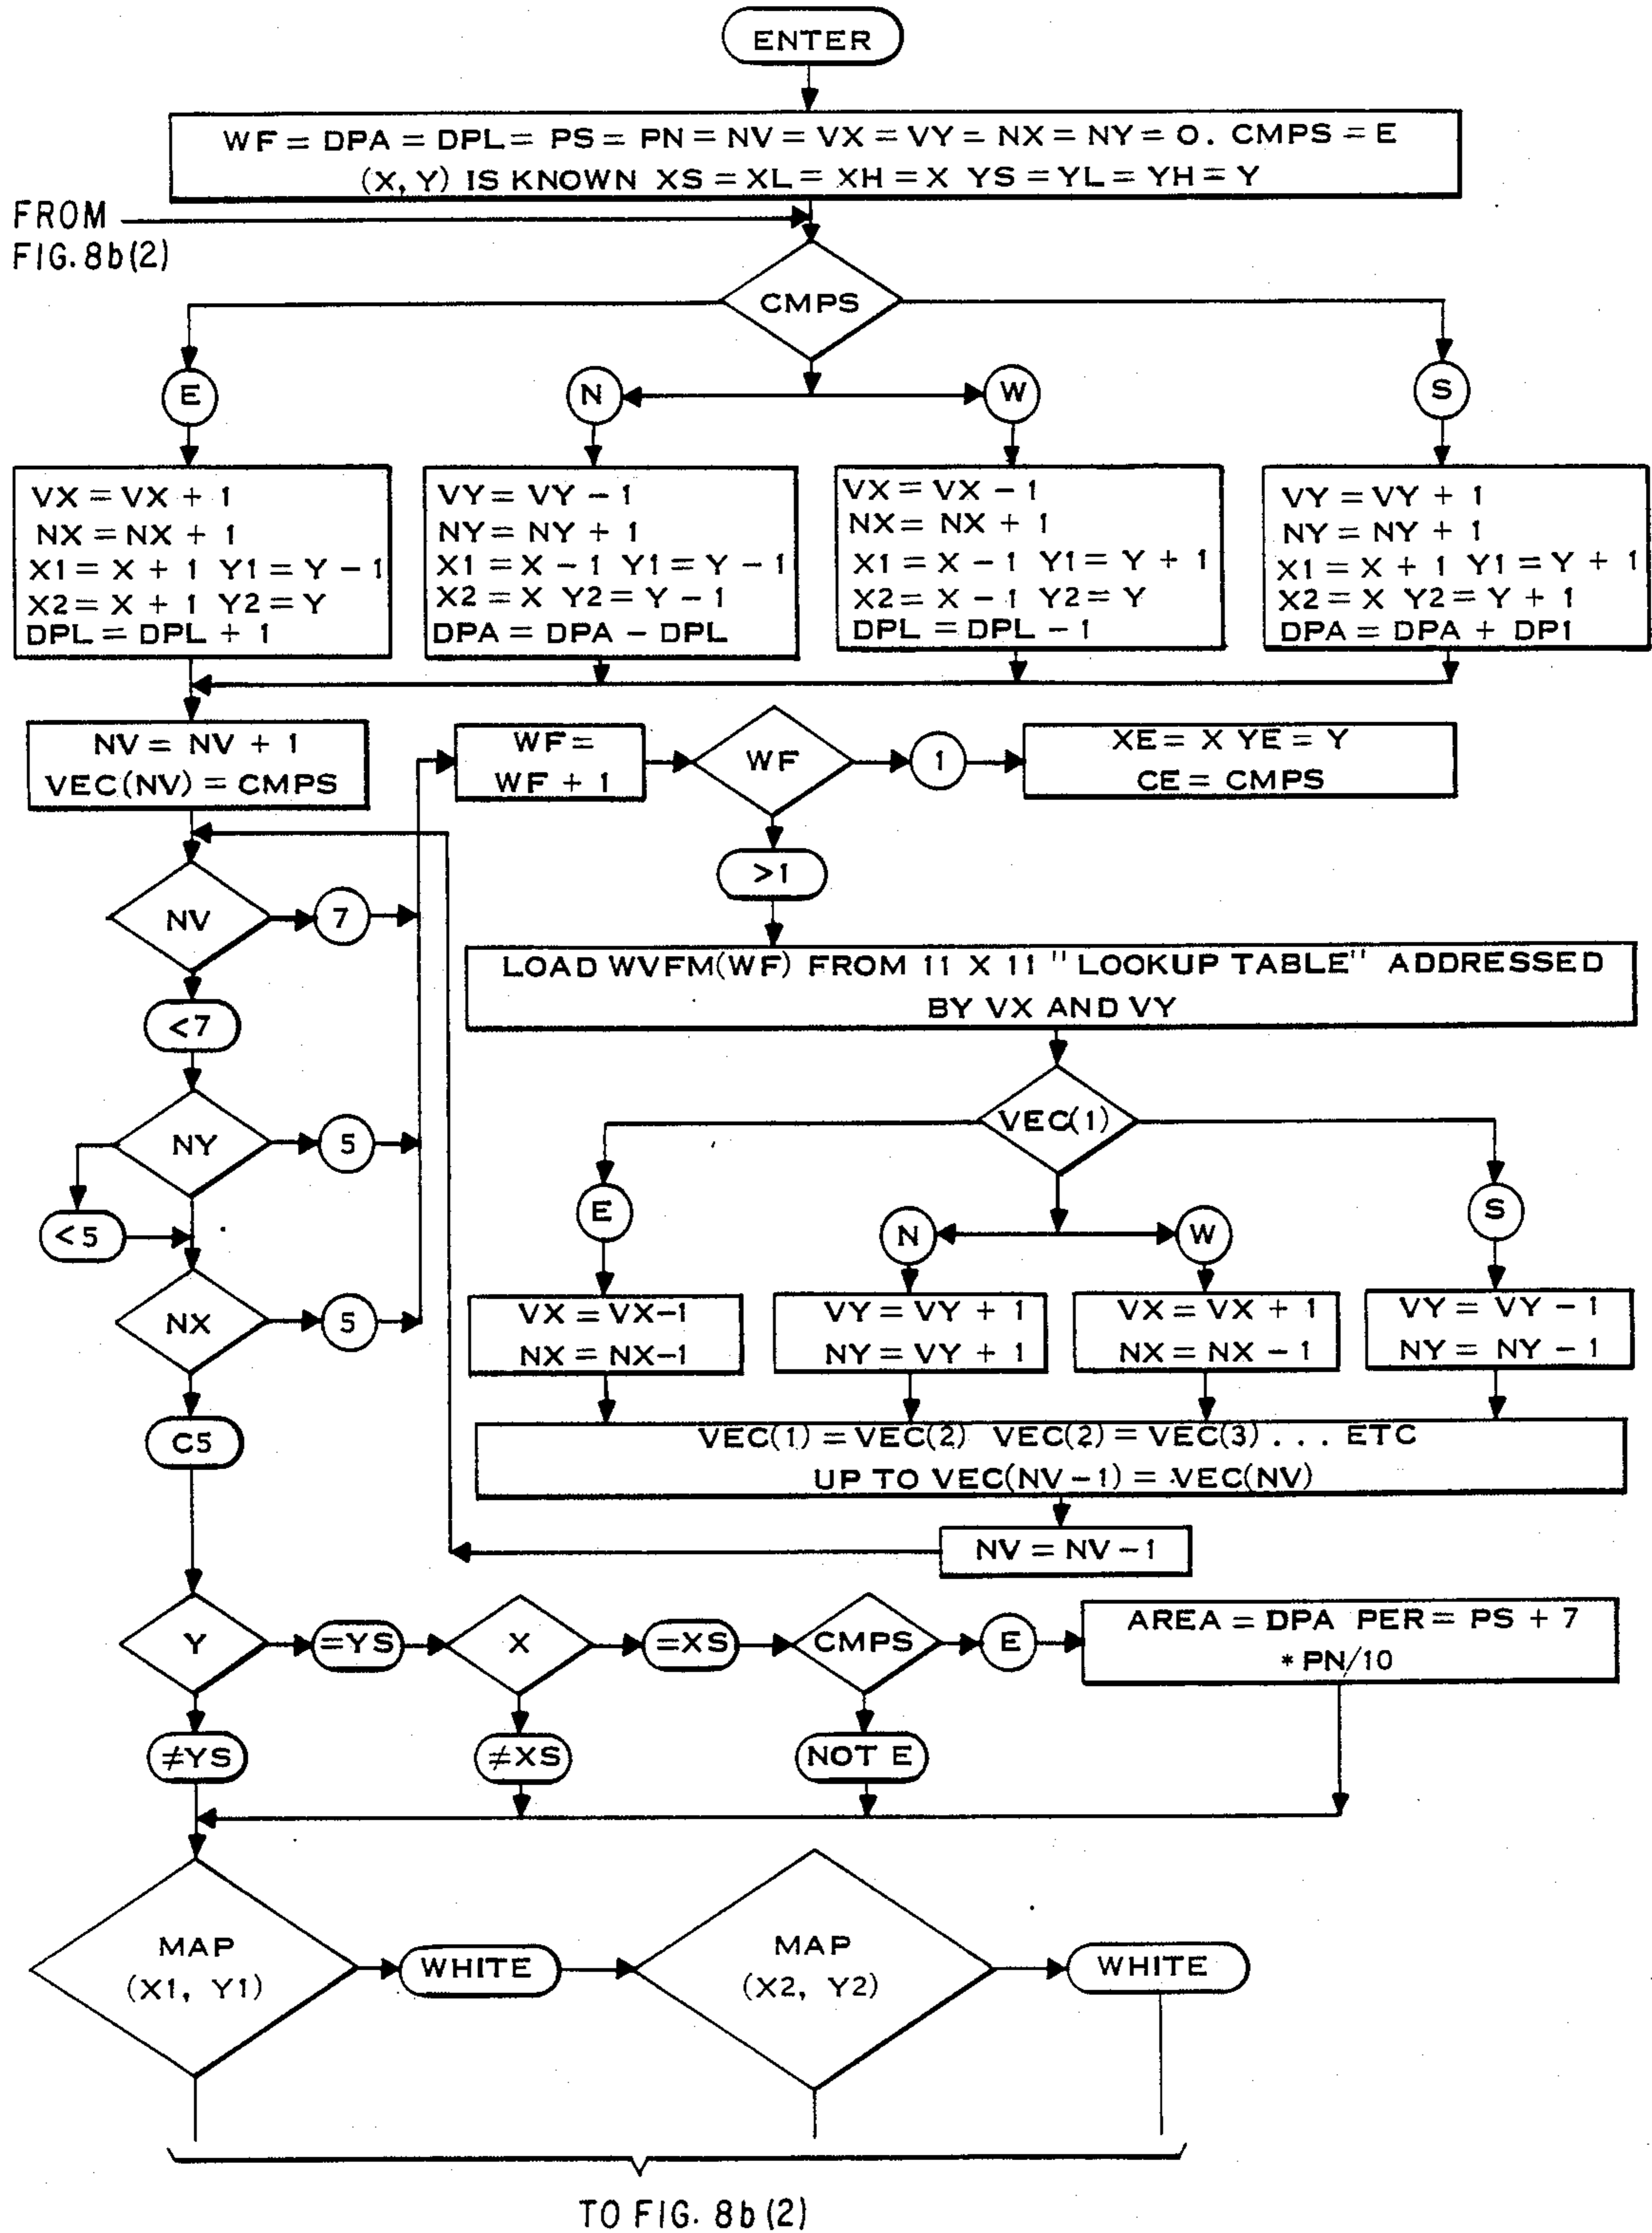 ENTER
WF = DPA = DPL = PS = PN = NV = VX = VY = NX = NY = 0. CMPS = E
(X, Y) IS KNOWN XS = XL = XH = X YS = YL = YH = Y
FROM
FIG. 8b(2)
CMPS
E
N
W
S
VX = VX + 1
NX = NX + 1
X1 = X + 1 Y1 = Y - 1
X2 = X + 1 Y2 = Y
DPL = DPL + 1
VY = VY - 1
NY = NY + 1
X1 = X - 1 Y1 = Y - 1
X2 = X Y2 = Y - 1
DPA = DPA - DPL
VX = VX - 1
NX = NX + 1
X1 = X - 1 Y1 = Y + 1
X2 = X - 1 Y2 = Y
DPL = DPL - 1
VY = VY + 1
NY = NY + 1
X1 = X + 1 Y1 = Y + 1
X2 = X Y2 = Y + 1
DPA = DPA + DP1
NV = NV + 1
VEC(NV) = CMPS
WF =
WF + 1
WF
1
XE = X YE = Y
CE = CMPS
>1
NV
7
LOAD WVFM(WF) FROM 11 X 11 "LOOKUP TABLE" ADDRESSED
BY VX AND VY
<7
VEC(1)
NY
5
<5
E
N
W
S
NX
5
VX = VX-1
NX = NX-1
VY = VY + 1
NY = VY + 1
VX = VX + 1
NX = NX - 1
VY = VY - 1
NY = NY - 1
C5
VEC(1) = VEC(2) VEC(2) = VEC(3) . . . ETC
UP TO VEC(NV-1) = VEC(NV)
NV = NV-1
Y
=YS
X
=XS
CMPS
E
AREA = DPA PER = PS + 7
* PN/10
≠YS
≠XS
NOT E
MAP
(X1, Y1)
WHITE
MAP
(X2, Y2)
WHITE
TO FIG. 8b(2)